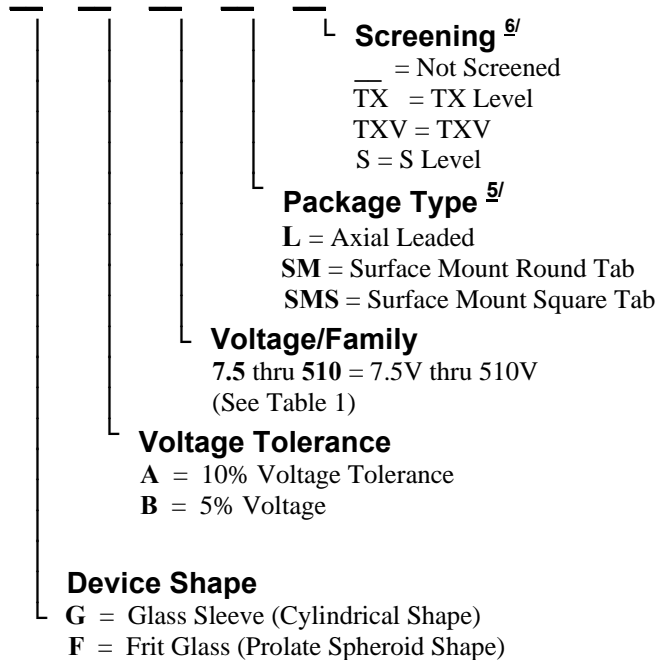 Screening 6/
__ = Not Screened
TX = TX Level
TXV = TXV
S = S Level
Package Type 5/
L = Axial Leaded
SM = Surface Mount Round Tab
SMS = Surface Mount Square Tab
Voltage/Family
7.5 thru 510 = 7.5V thru 510V
(See Table 1)
Voltage Tolerance
A = 10% Voltage Tolerance
B = 5% Voltage
Device Shape
G = Glass Sleeve (Cylindrical Shape)
F = Frit Glass (Prolate Spheroid Shape)